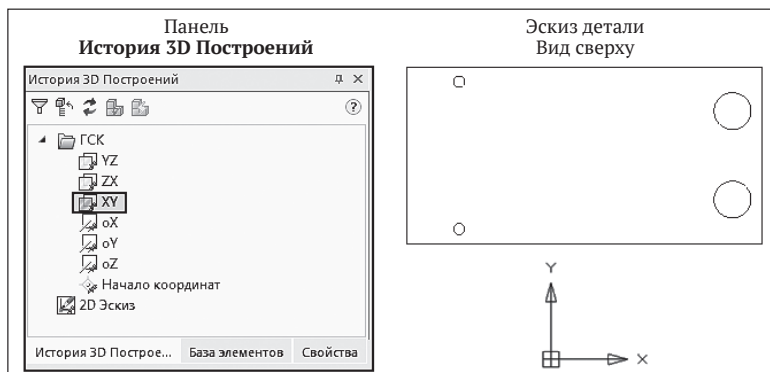 Панель
История 3D Построений
Эскиз детали
Вид сверху
История 3D Построений
ГСК
YZ
ZX
XY
oX
oY
oZ
Начало координат
2D Эскиз
История 3D Построе...
База элементов
Свойства
Y
X